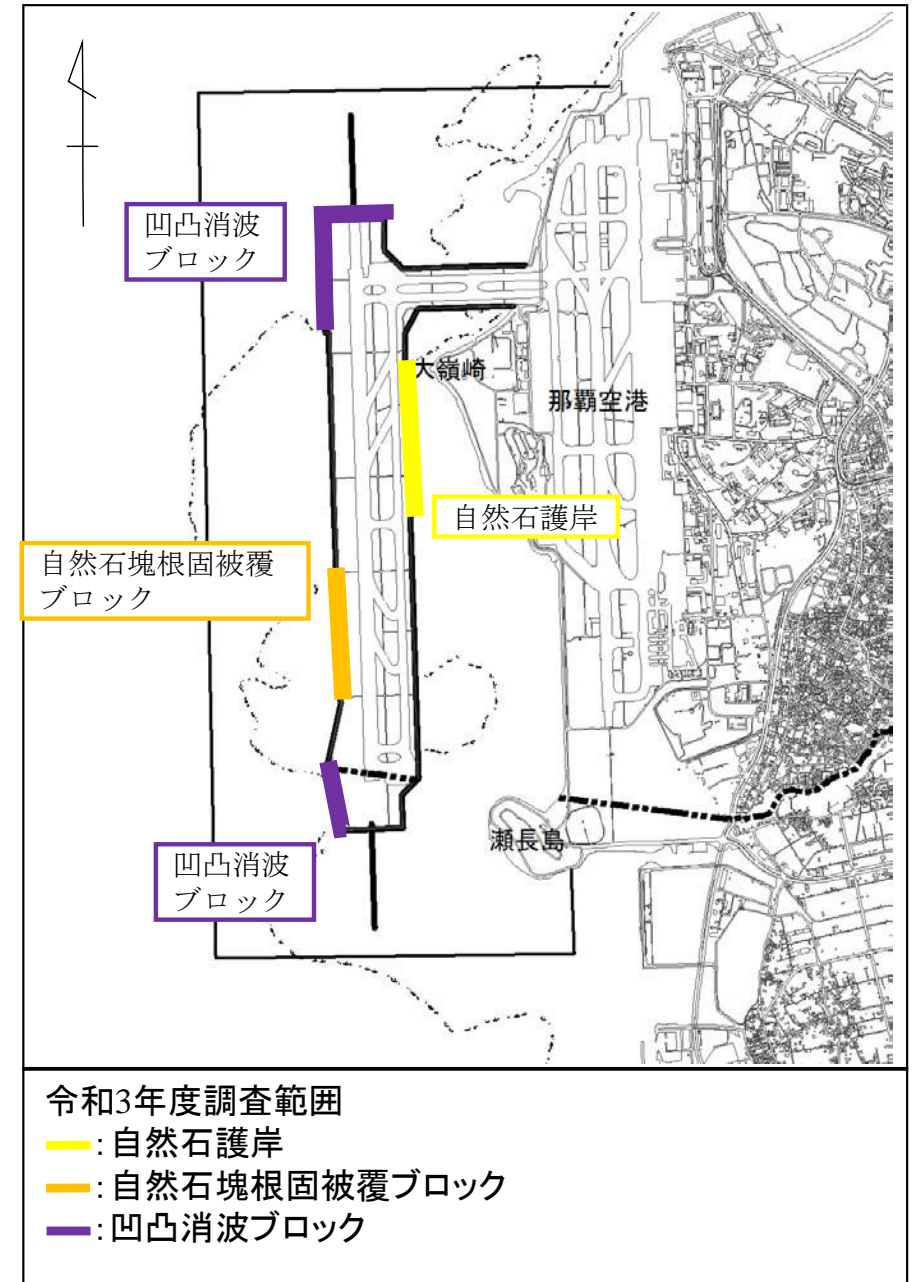 凹凸消波
ブロック
大嶺崎
那覇空港
自然石護岸
自然石塊根固被覆
ブロック
瀬長島
凹凸消波
ブロック
令和3年度調査範囲
:自然石護岸
:自然石塊根固被覆ブロック
:凹凸消波ブロック